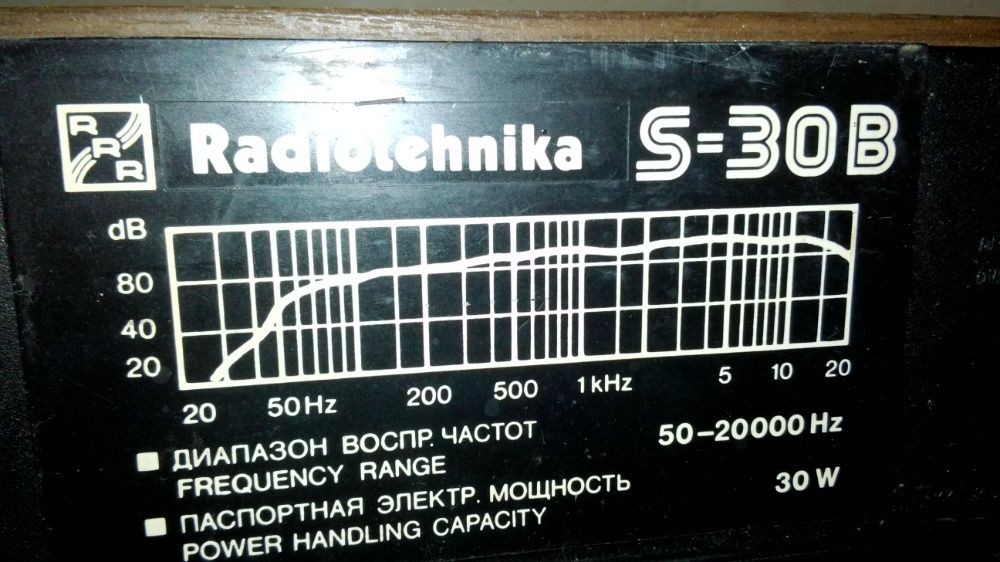 RRR Radiotehnika S-30B
dB
80
40
20
20 50Hz 200 500 1kHz 5 10 20
ДИАПАЗОН ВОСПР. ЧАСТОТ 50-20000 Hz
FREQUENCY RANGE
ПАСПОРТНАЯ ЭЛЕКТР. МОЩНОСТЬ 30 W
POWER HANDLING CAPACITY